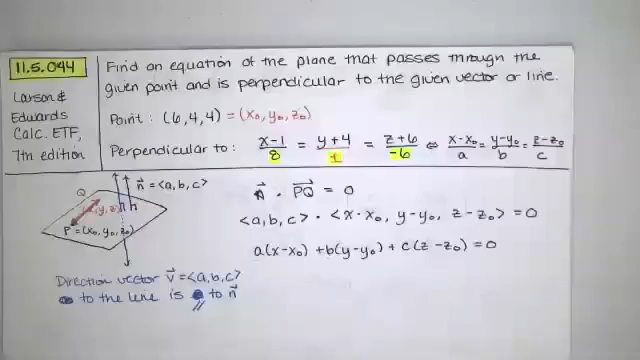 11.5.044
Larson &
Edwards
Calc. ETF,
7th edition
Find an equation of the plane that passes through the
given point and is perpendicular to the given vector or line.
Point: (6,4,4) = (x₀, y₀, z₀)
Perpendicular to: (x-1)/8 = (y+4)/1 = (z+6)/-6 ⇔ (x-x₀)/a = (y-y₀)/b = (z-z₀)/c
n⃗ = <a,b,c>
Q
(x,y,z)
P = (x₀, y₀, z₀)
n⃗ · PQ⃗ = 0
<a,b,c> · <x-x₀, y-y₀, z-z₀> = 0
a(x-x₀) + b(y-y₀) + c(z-z₀) = 0
Direction vector v⃗ = <a,b,c>
to the line is // to n⃗